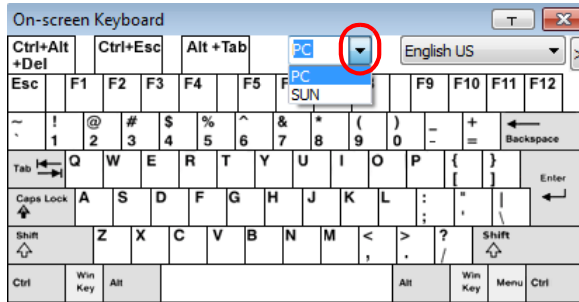 On-screen Keyboard
Ctrl+Alt +Del Ctrl+Esc Alt +Tab PC English US
PC
SUN
Esc F1 F2 F3 F4 F5 F9 F10 F11 F12
~ ! @ # $ % ^ & * ( ) _ +
` 1 2 3 4 5 6 7 8 9 0 - = Backspace
Tab Q W E R T Y U I O P { }
[ ] Enter
Caps Lock A S D F G H J K L : " |
; ' \
Shift Z X C V B N M < > ? Shift
, . /
Ctrl Win Key Alt Alt Win Key Menu Ctrl